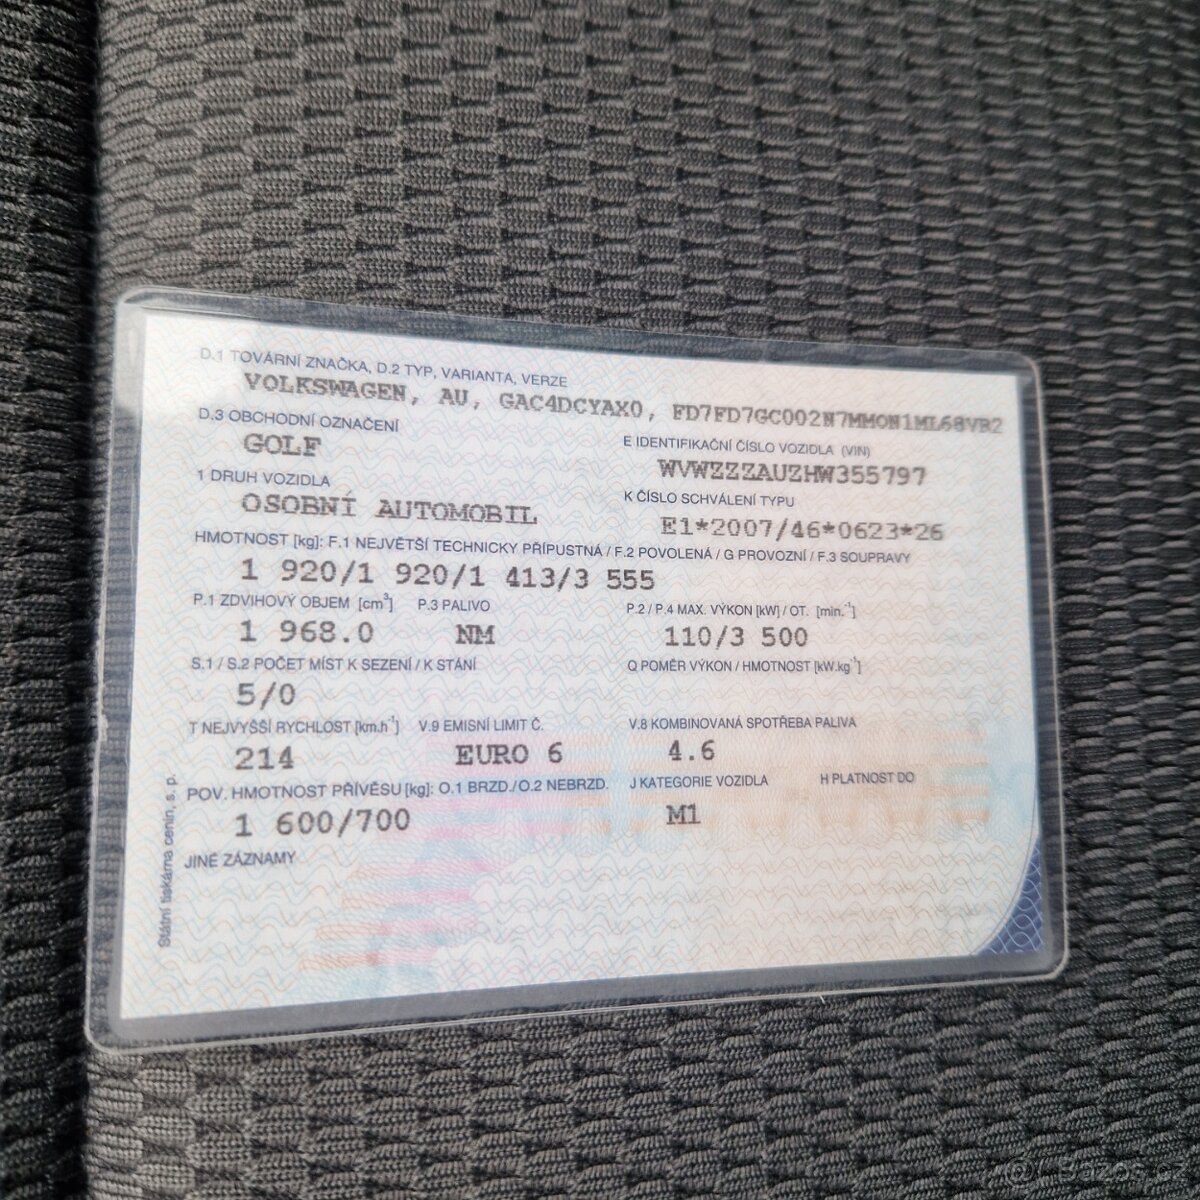 D.1 TOVÁRNÍ ZNAČKA, D.2 TYP, VARIANTA, VERZE
VOLKSWAGEN, AU, GAC4DCYAX0, FD7FD7GC002N7MMON1ML68VR2
D.3 OBCHODNÍ OZNAČENÍ
GOLF
E IDENTIFIKAČNÍ ČÍSLO VOZIDLA (VIN)
WVWZZZAUZHW355797
1 DRUH VOZIDLA
OSOBNÍ AUTOMOBIL
K ČÍSLO SCHVÁLENÍ TYPU
E1*2007/46*0623*26
HMOTNOST [kg]: F.1 NEJVĚTŠÍ TECHNICKY PŘÍPUSTNÁ / F.2 POVOLENÁ / G PROVOZNÍ / F.3 SOUPRAVY
1 920/1 920/1 413/3 555
P.1 ZDVIHOVÝ OBJEM [cm³] P.3 PALIVO P.2 / P.4 MAX. VÝKON [kW] / OT. [min.⁻¹]
1 968.0 NM 110/3 500
S.1 / S.2 POČET MÍST K SEZENÍ / K STÁNÍ Q POMĚR VÝKON / HMOTNOST [kW.kg⁻¹]
5/0
T NEJVYŠŠÍ RYCHLOST [km.h⁻¹] V.9 EMISNÍ LIMIT Č. V.8 KOMBINOVANÁ SPOTŘEBA PALIVA
214 EURO 6 4.6
POV. HMOTNOST PŘÍVĚSU [kg]: O.1 BRZD./O.2 NEBRZD. J KATEGORIE VOZIDLA H PLATNOST DO
1 600/700 M1
JINÉ ZÁZNAMY
Státní tiskárna cenin, s. p.
Bazos.cz